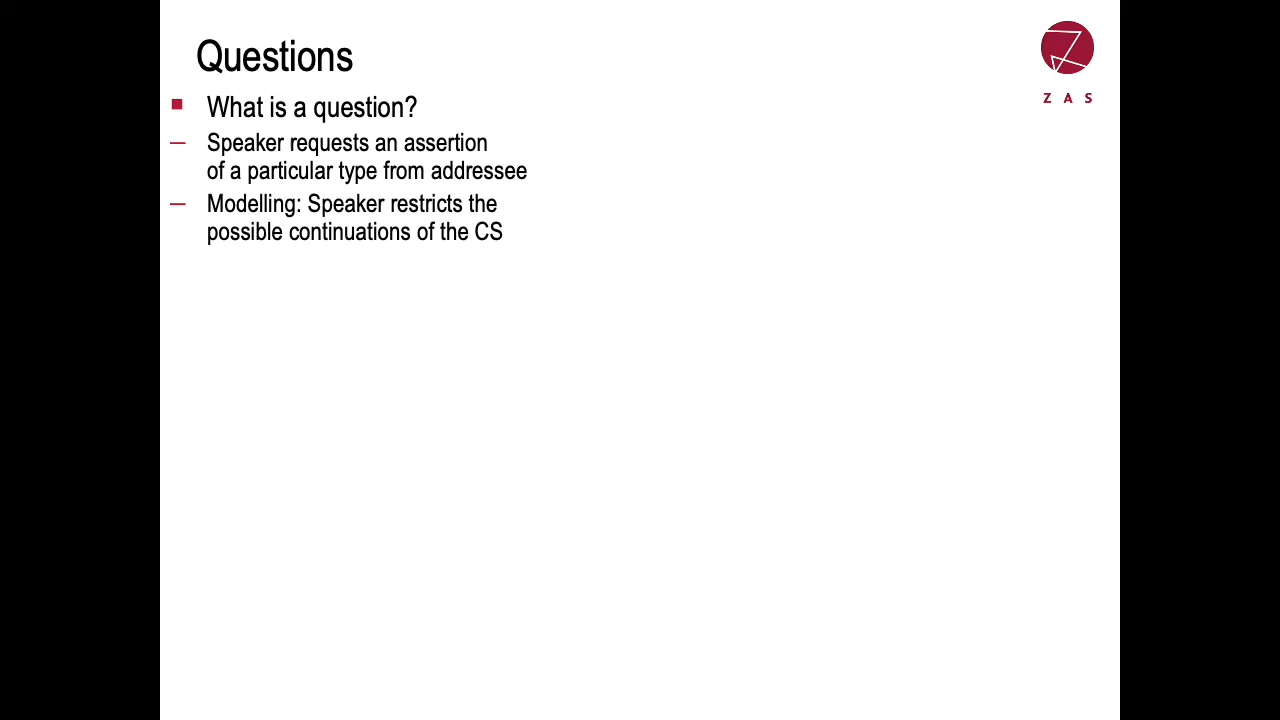 Questions
What is a question?
Speaker requests an assertion
of a particular type from addressee
Modelling: Speaker restricts the
possible continuations of the CS
Z A S